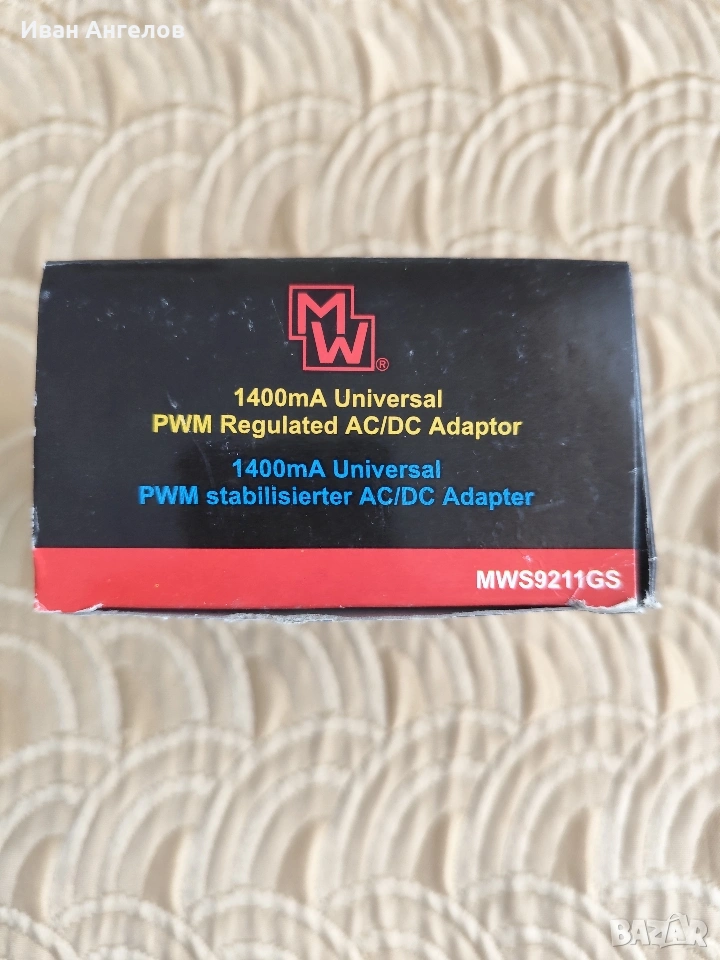 Иван Ангелов
MW®
1400mA Universal
PWM Regulated AC/DC Adaptor
1400mA Universal
PWM stabilisierter AC/DC Adapter
MWS9211GS
BAZAR